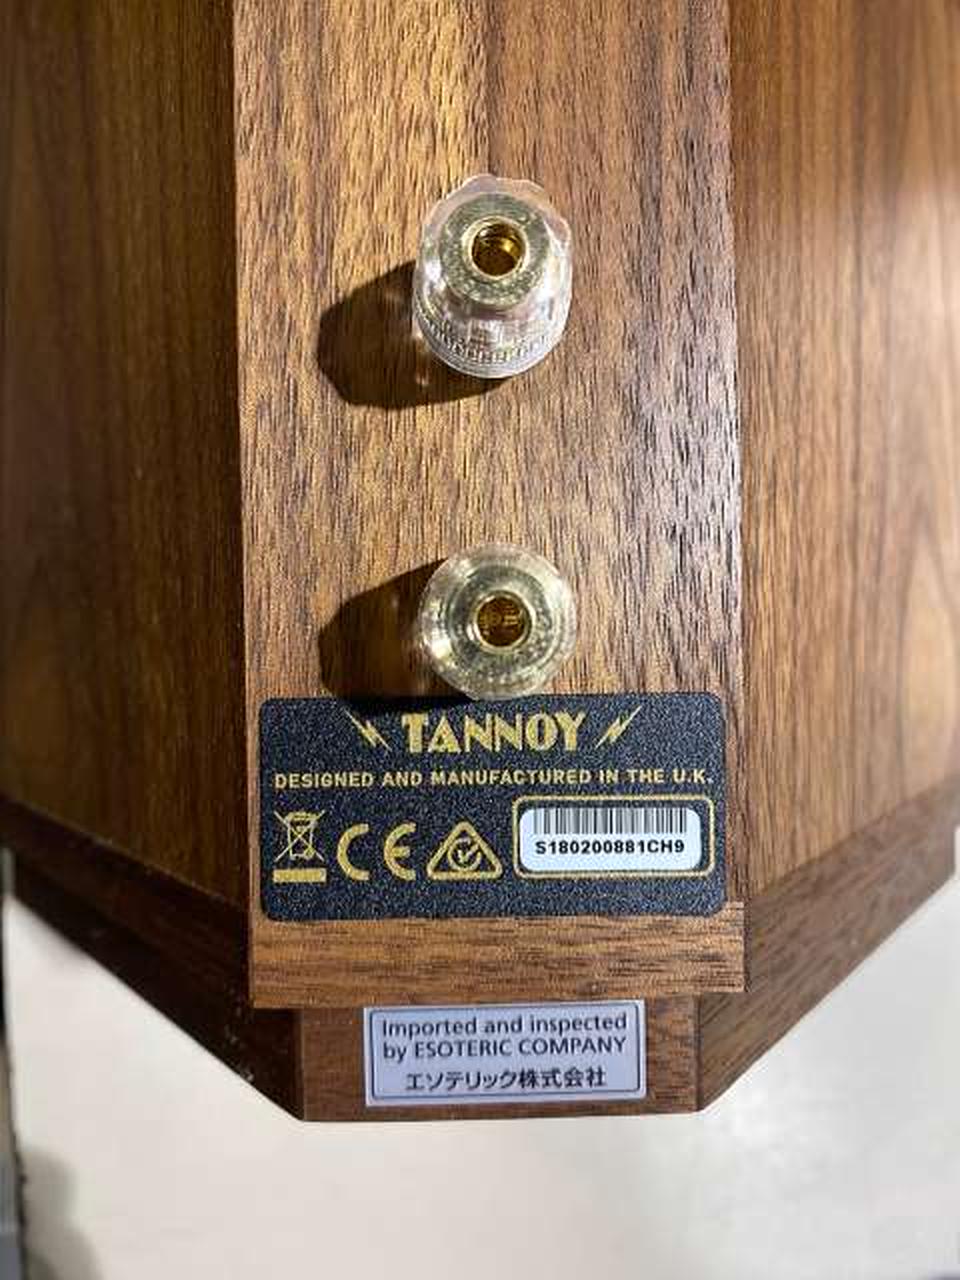 TANNOY
DESIGNED AND MANUFACTURED IN THE U.K.
CE
S180200881CH9
Imported and inspected
by ESOTERIC COMPANY
エソテリック株式会社